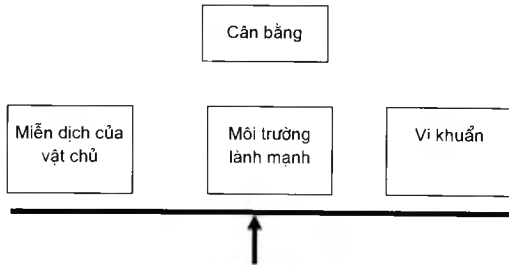 Cân bằng
Miễn dịch của
vật chủ
Môi trường
lành mạnh
Vi khuẩn